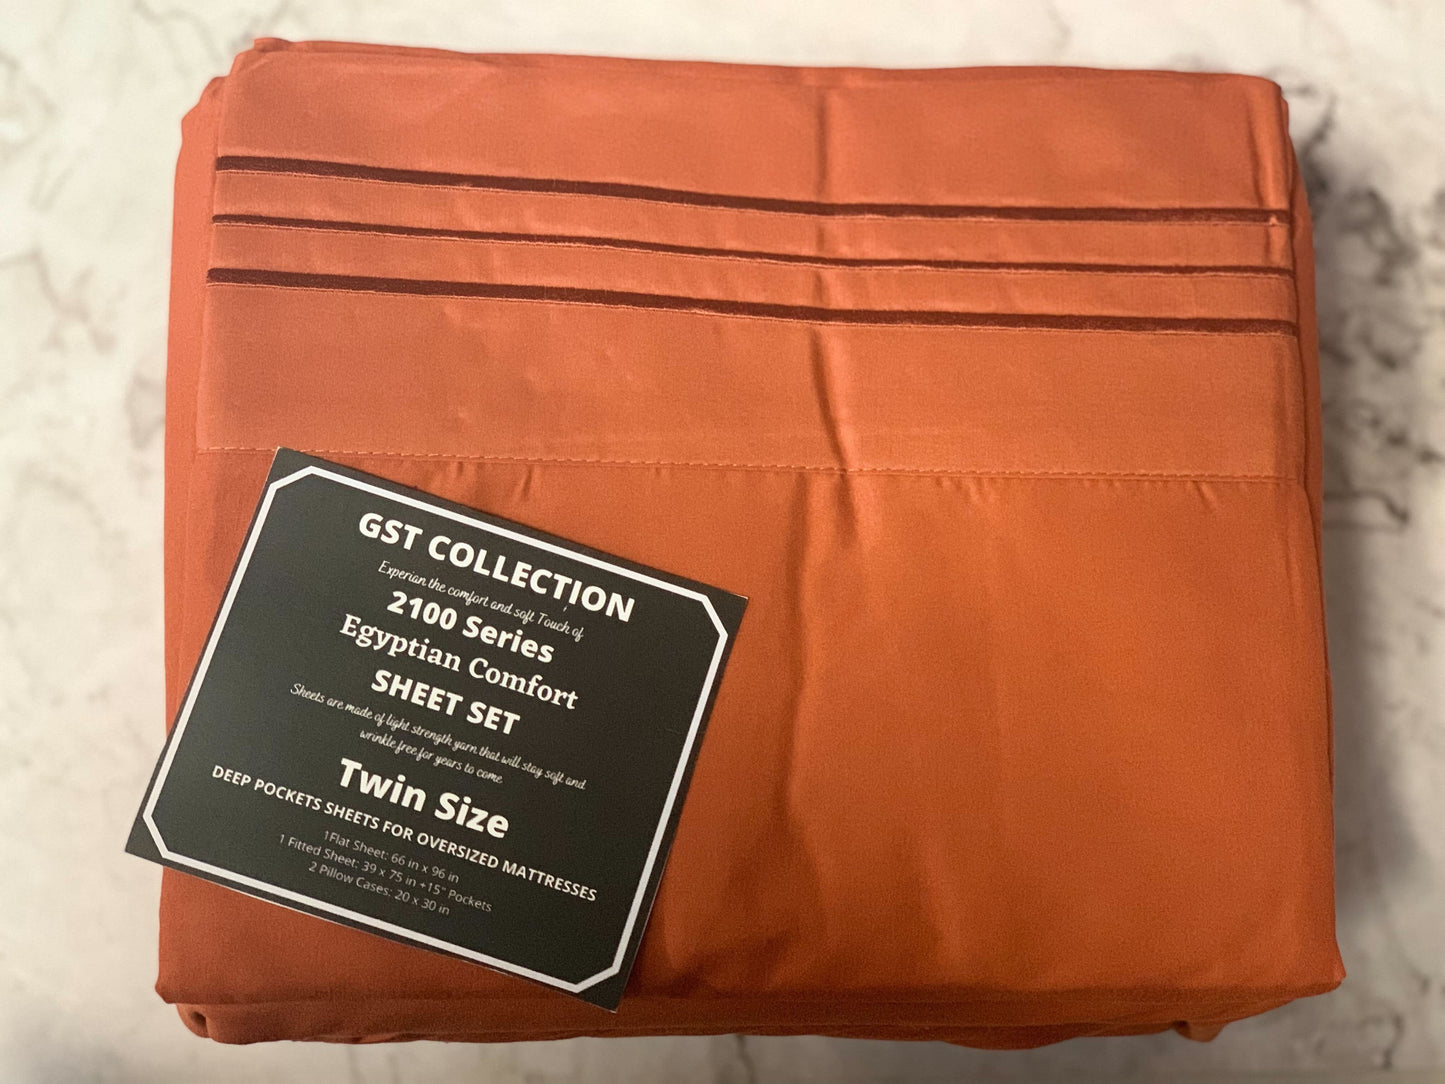 GST COLLECTION
Experian the comfort and soft Touch of
2100 Series
Egyptian Comfort
SHEET SET
Sheets are made of light strength yarn that will stay soft and
wrinkle free for years to come
Twin Size
DEEP POCKETS SHEETS FOR OVERSIZED MATTRESSES
1Flat Sheet: 66 in x 96 in
1 Fitted Sheet: 39 x 75 in +15" Pockets
2 Pillow Cases: 20 x 30 in